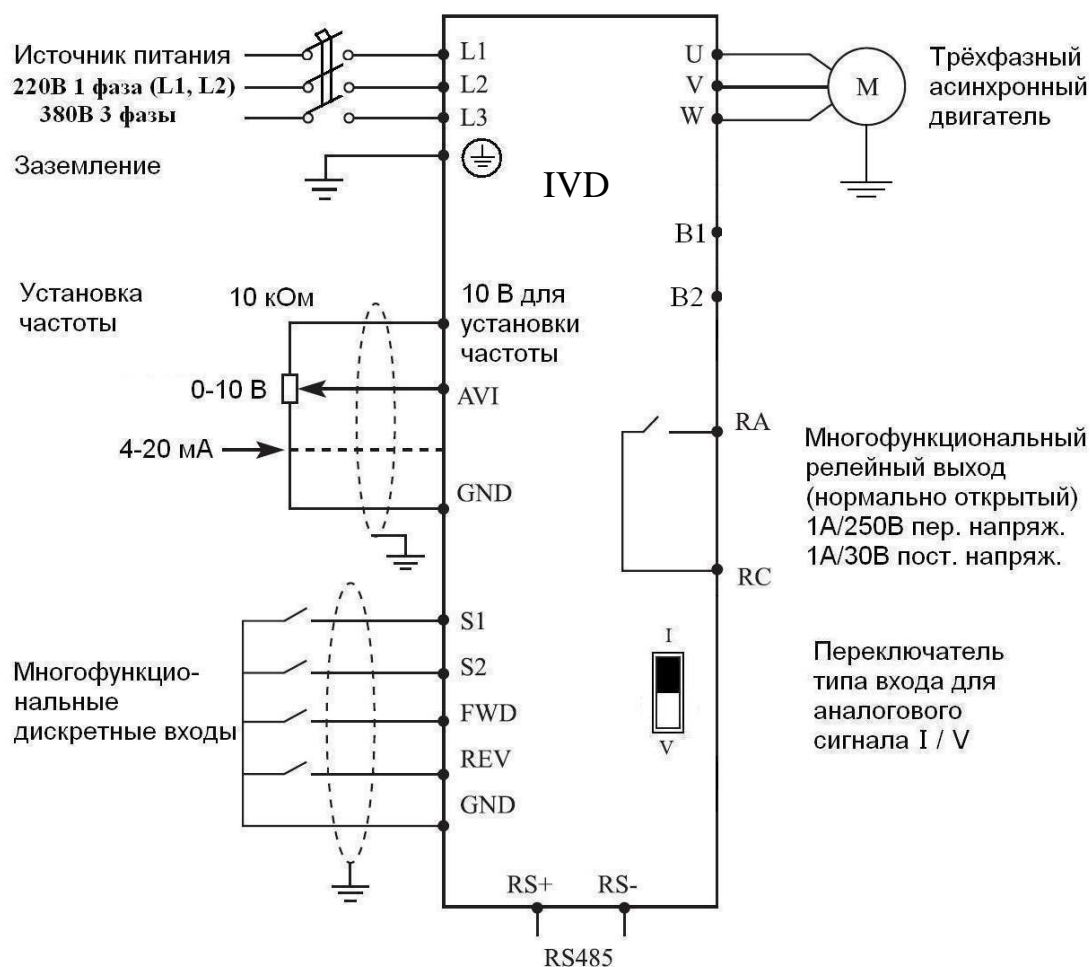 Источник питания
220В 1 фаза (L1, L2)
380В 3 фазы
Заземление
L1
L2
L3
IVD
U
V
W
M
Трёхфазный
асинхронный
двигатель
B1
B2
Установка
частоты
10 кОм
10 В для
установки
частоты
0-10 В
AVI
4-20 мА
GND
RA
RC
Многофункциональный
релейный выход
(нормально открытый)
1А/250В пер. напряж.
1А/30В пост. напряж.
Многофункцио-
нальные
дискретные входы
S1
S2
FWD
REV
GND
I
V
Переключатель
типа входа для
аналогового
сигнала I / V
RS+ RS-
RS485